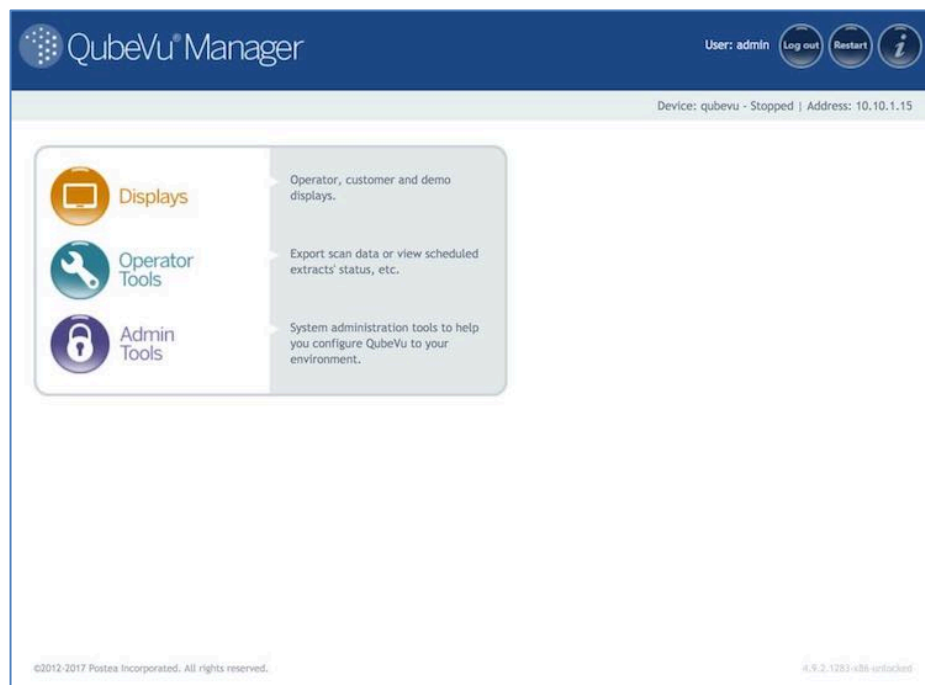 QubeVu® Manager
User: admin
Log out
Restart
i
Device: qubevu - Stopped | Address: 10.10.1.15
Displays
Operator, customer and demo
displays.
Operator
Tools
Export scan data or view scheduled
extracts' status, etc.
Admin
Tools
System administration tools to help
you configure QubeVu to your
environment.
©2012-2017 Postea Incorporated. All rights reserved.
4.9.2.1283-x86-unlocked